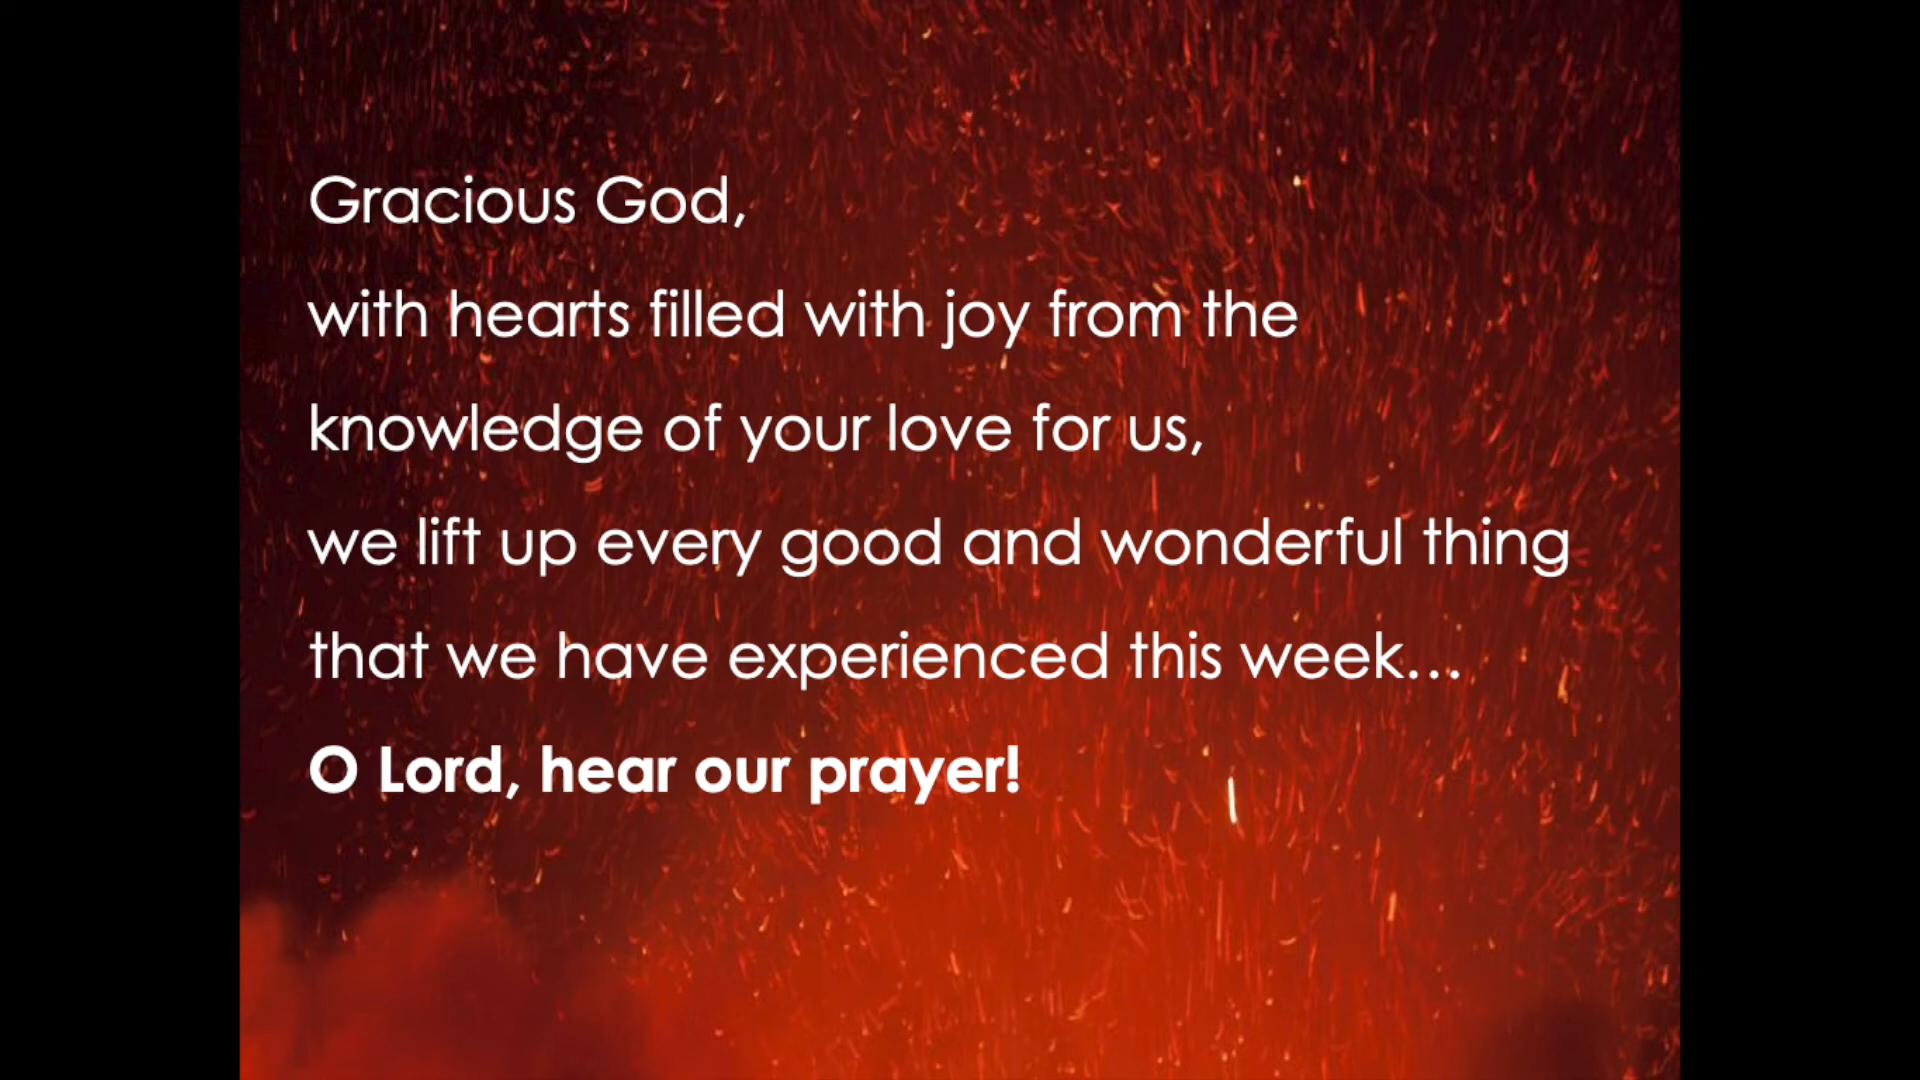 Gracious God,
with hearts filled with joy from the
knowledge of your love for us,
we lift up every good and wonderful thing
that we have experienced this week…
O Lord, hear our prayer!